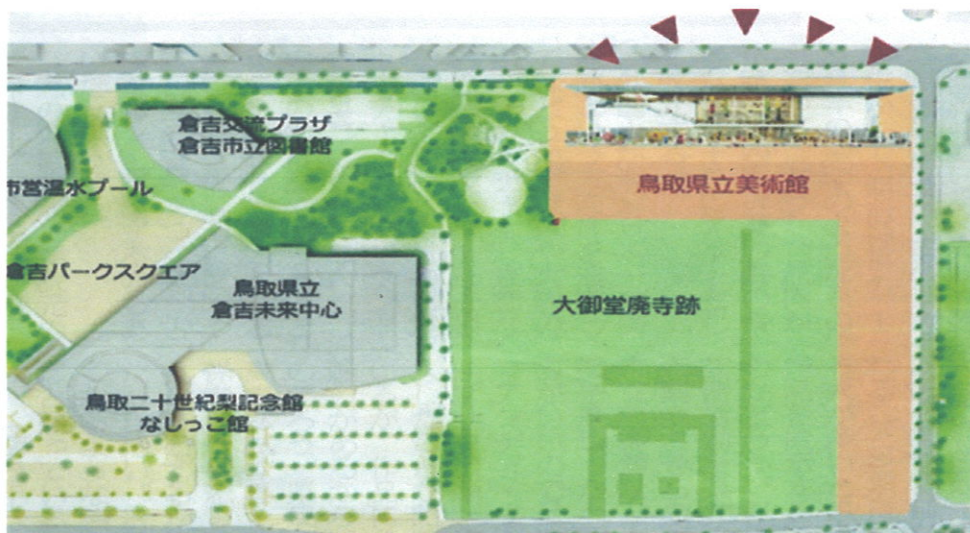 倉吉交流プラザ
倉吉市立図書館
市営温水プール
鳥取県立美術館
倉吉パークスクエア
鳥取県立
倉吉未来中心
大御堂廃寺跡
鳥取二十世紀梨記念館
なしっこ館